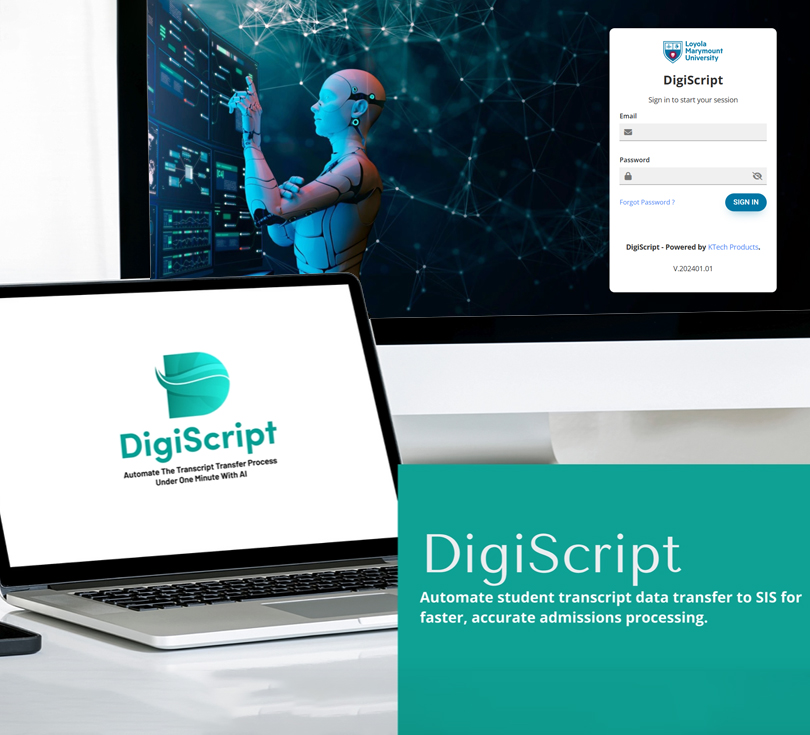 Loyola
Marymount
University
DigiScript
Sign in to start your session
Email
Password
Forgot Password ?
SIGN IN
DigiScript - Powered by KTech Products.
V.202401.01
DigiScript
Automate The Transcript Transfer Process
Under One Minute With AI
DigiScript
Automate student transcript data transfer to SIS for
faster, accurate admissions processing.